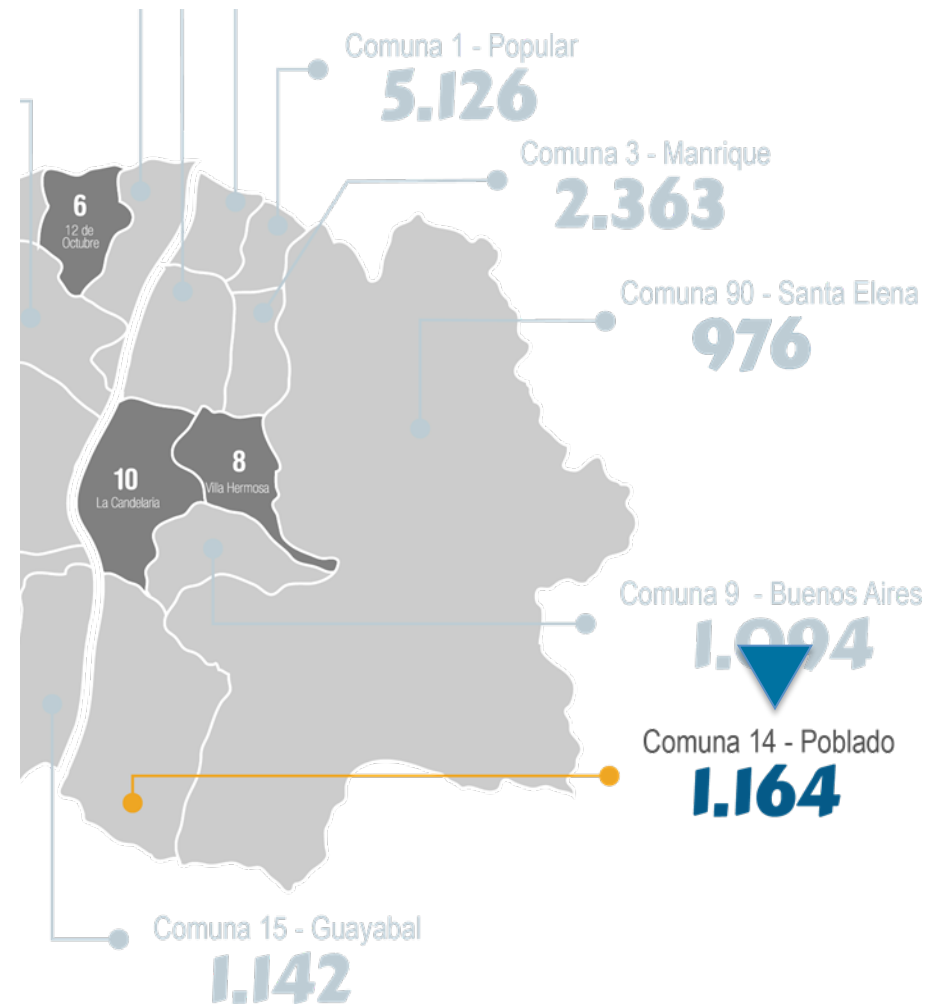 Comuna 1 - Popular
5.126
Comuna 3 - Manrique
2.363
6
12 de
Octubre
Comuna 90 - Santa Elena
976
10
La Candelaria
8
Villa Hermosa
Comuna 9 - Buenos Aires
1.094
Comuna 14 - Poblado
1.164
Comuna 15 - Guayabal
1.142